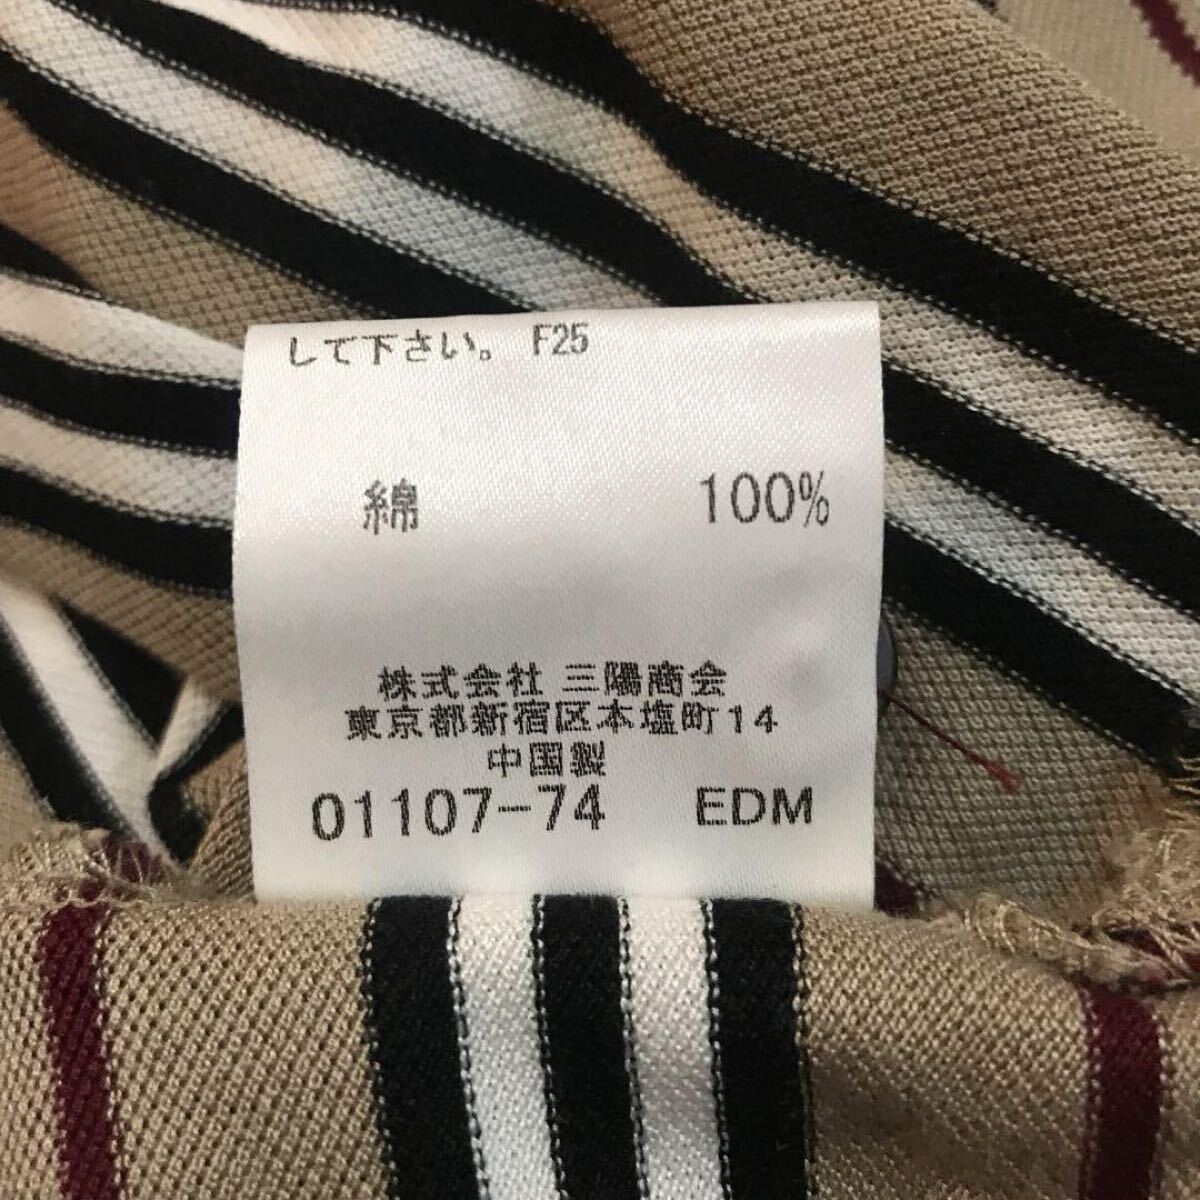 して下さい。 F25
綿 100%
株式会社 三陽商会
東京都新宿区本塩町14
中国製
01107-74 EDM